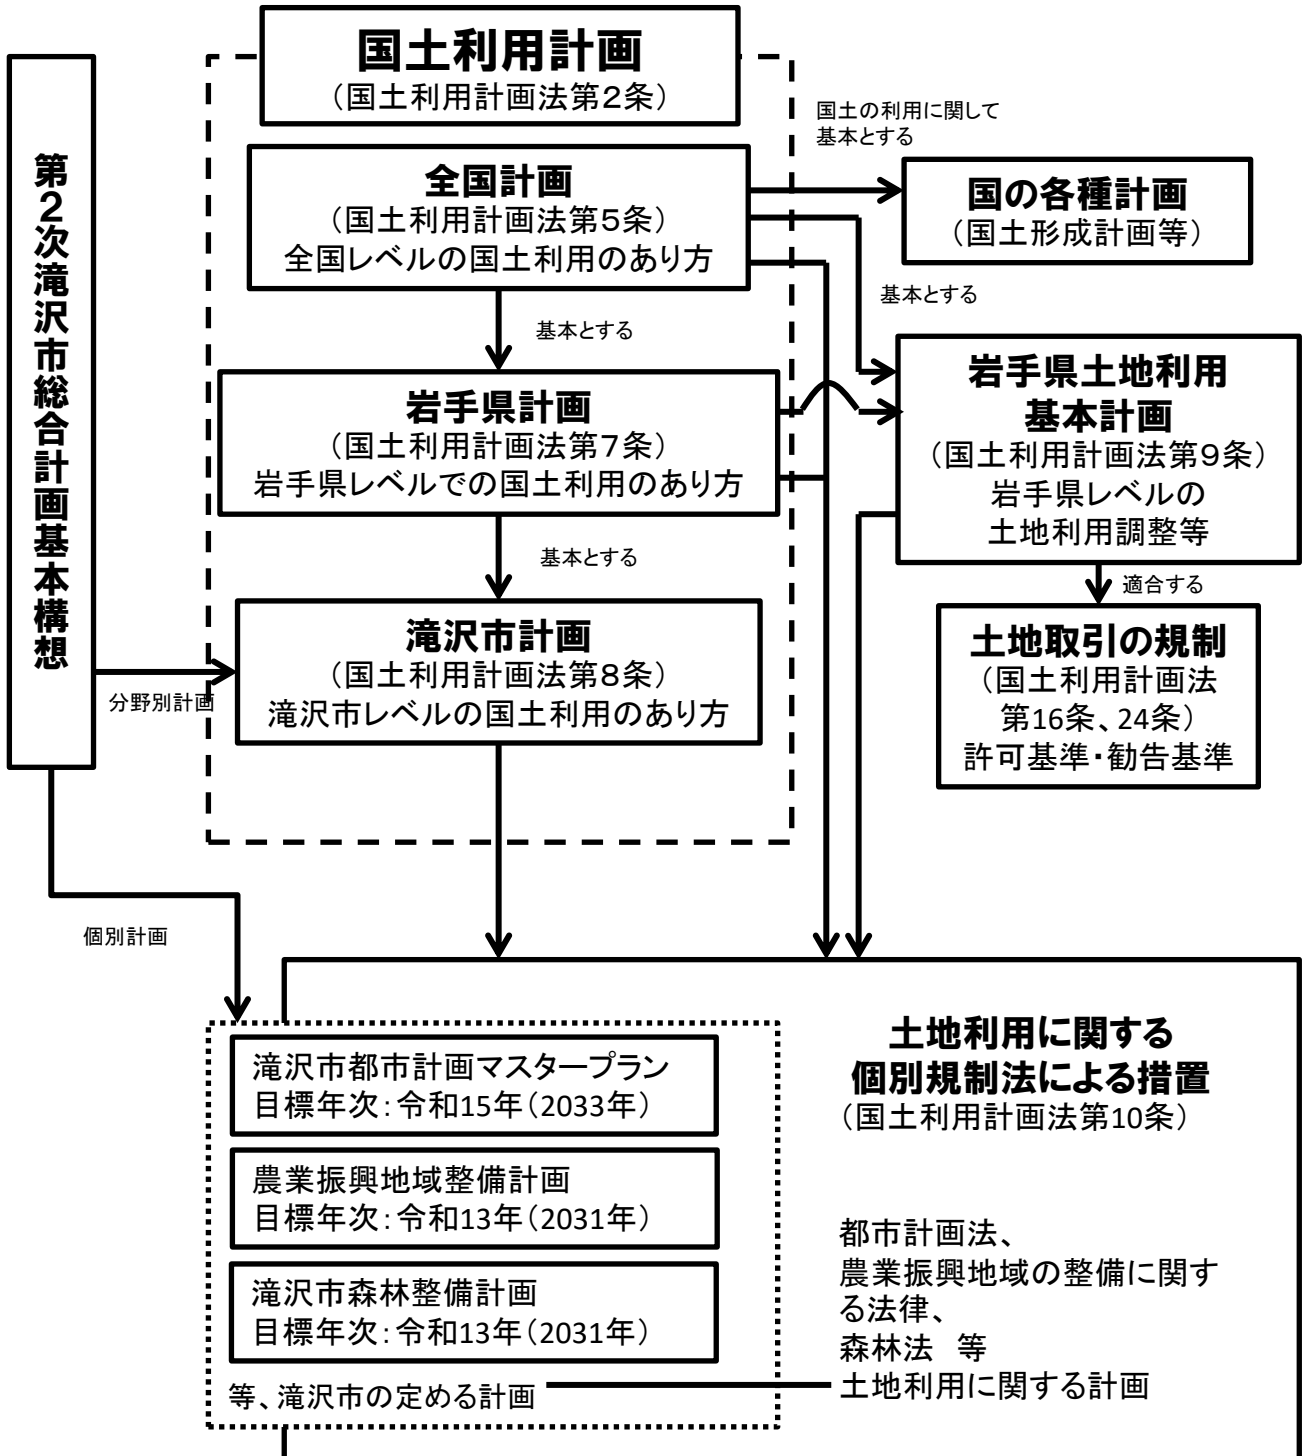 国土利用計画
（国土利用計画法第２条）
第２次滝沢市総合計画基本構想
国土の利用に関して
基本とする
全国計画
（国土利用計画法第５条）
全国レベルの国土利用のあり方
国の各種計画
（国土形成計画等）
基本とする
基本とする
岩手県計画
（国土利用計画法第７条）
岩手県レベルでの国土利用のあり方
岩手県土地利用
基本計画
（国土利用計画法第９条）
岩手県レベルの
土地利用調整等
基本とする
適合する
滝沢市計画
（国土利用計画法第８条）
滝沢市レベルの国土利用のあり方
分野別計画
土地取引の規制
（国土利用計画法
第16条、24条）
許可基準・勧告基準
個別計画
土地利用に関する
個別規制法による措置
（国土利用計画法第10条）
滝沢市都市計画マスタープラン
目標年次：令和15年（2033年）
農業振興地域整備計画
目標年次：令和13年（2031年）
滝沢市森林整備計画
目標年次：令和13年（2031年）
等、滝沢市の定める計画
都市計画法、
農業振興地域の整備に関す
る法律、
森林法　等
土地利用に関する計画